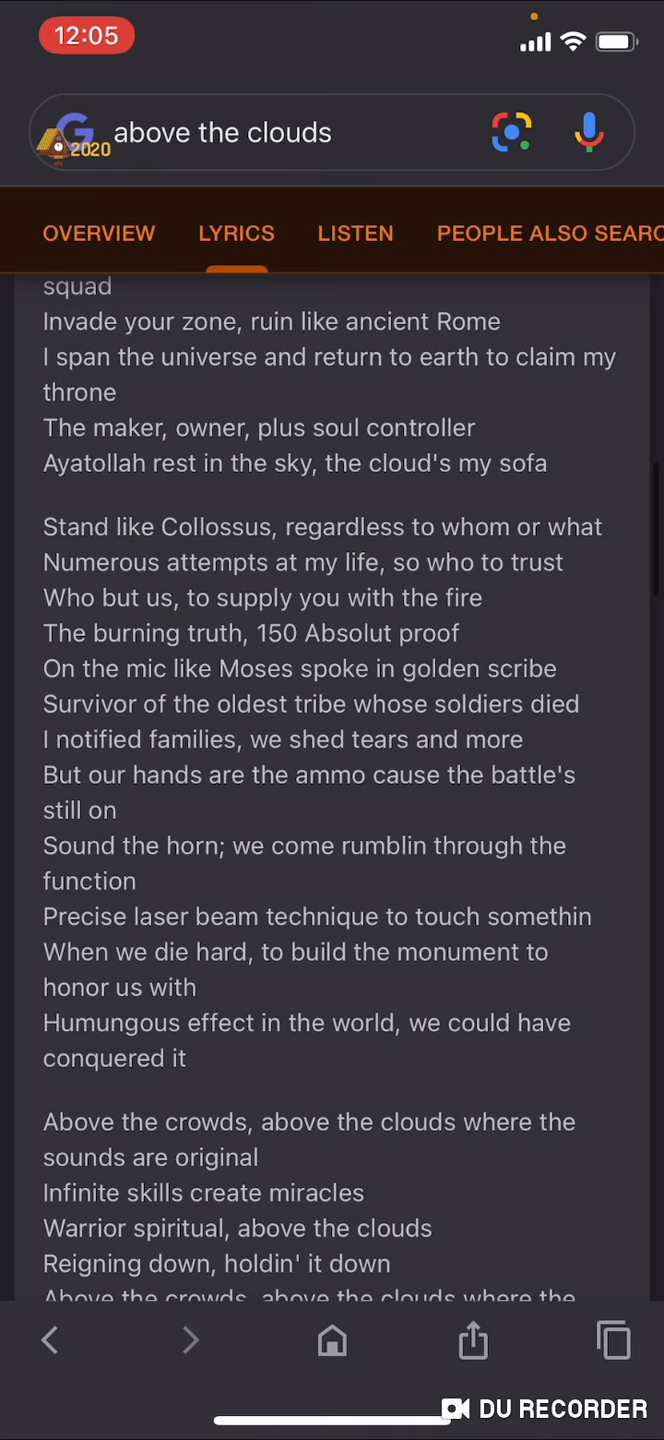 12:05
2020
above the clouds
OVERVIEW LYRICS LISTEN PEOPLE ALSO SEARC
squad
Invade your zone, ruin like ancient Rome
I span the universe and return to earth to claim my
throne
The maker, owner, plus soul controller
Ayatollah rest in the sky, the cloud's my sofa
Stand like Collossus, regardless to whom or what
Numerous attempts at my life, so who to trust
Who but us, to supply you with the fire
The burning truth, 150 Absolut proof
On the mic like Moses spoke in golden scribe
Survivor of the oldest tribe whose soldiers died
I notified families, we shed tears and more
But our hands are the ammo cause the battle's
still on
Sound the horn; we come rumblin through the
function
Precise laser beam technique to touch somethin
When we die hard, to build the monument to
honor us with
Humungous effect in the world, we could have
conquered it
Above the crowds, above the clouds where the
sounds are original
Infinite skills create miracles
Warrior spiritual, above the clouds
Reigning down, holdin' it down
Above the crowds, above the clouds where the
DU RECORDER